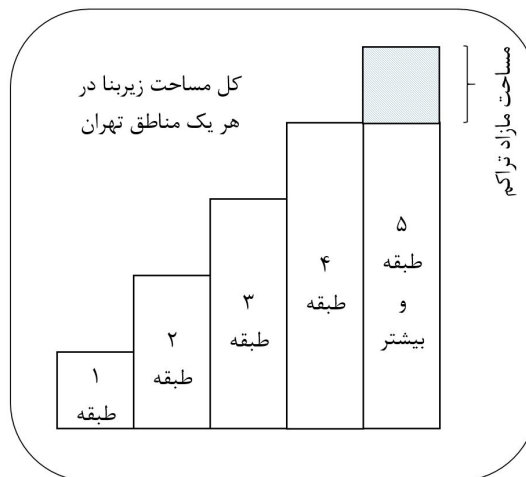 کل مساحت زیربنا در
هر یک مناطق تهران
مساحت مازاد تراکم
۵
طبقه
و
بیشتر
۴
طبقه
۳
طبقه
۲
طبقه
۱
طبقه